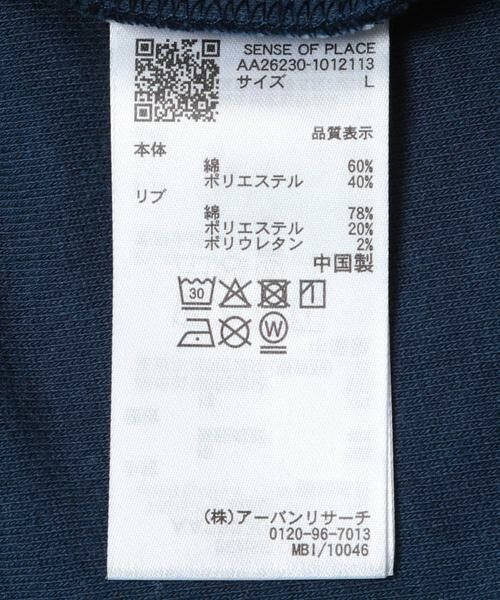 SENSE OF PLACE
AA26230-1012113
サイズ L
品質表示
本体
綿 60%
ポリエステル 40%
リブ
綿 78%
ポリエステル 20%
ポリウレタン 2%
中国製
30
W
(株)アーバンリサーチ
0120-96-7013
MBI/10046